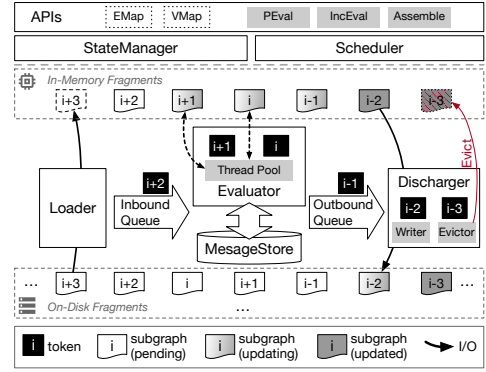 APIs EMap VMap PEval IncEval Assemble
StateManager Scheduler
In-Memory Fragments
i+3 i+2 i+1 i i-1 i-2 i-3
Evict
i+1 i
Thread Pool
Evaluator
Loader
i+2
Inbound
Queue
i-1
Outbound
Queue
Discharger
i-2 i-3
Writer Evictor
MesageStore
... i+3 i+2 i i+1 i-1 i-2 i-3 ...
On-Disk Fragments
...
i token
i subgraph
(pending)
i subgraph
(updating)
i subgraph
(updated)
I/O